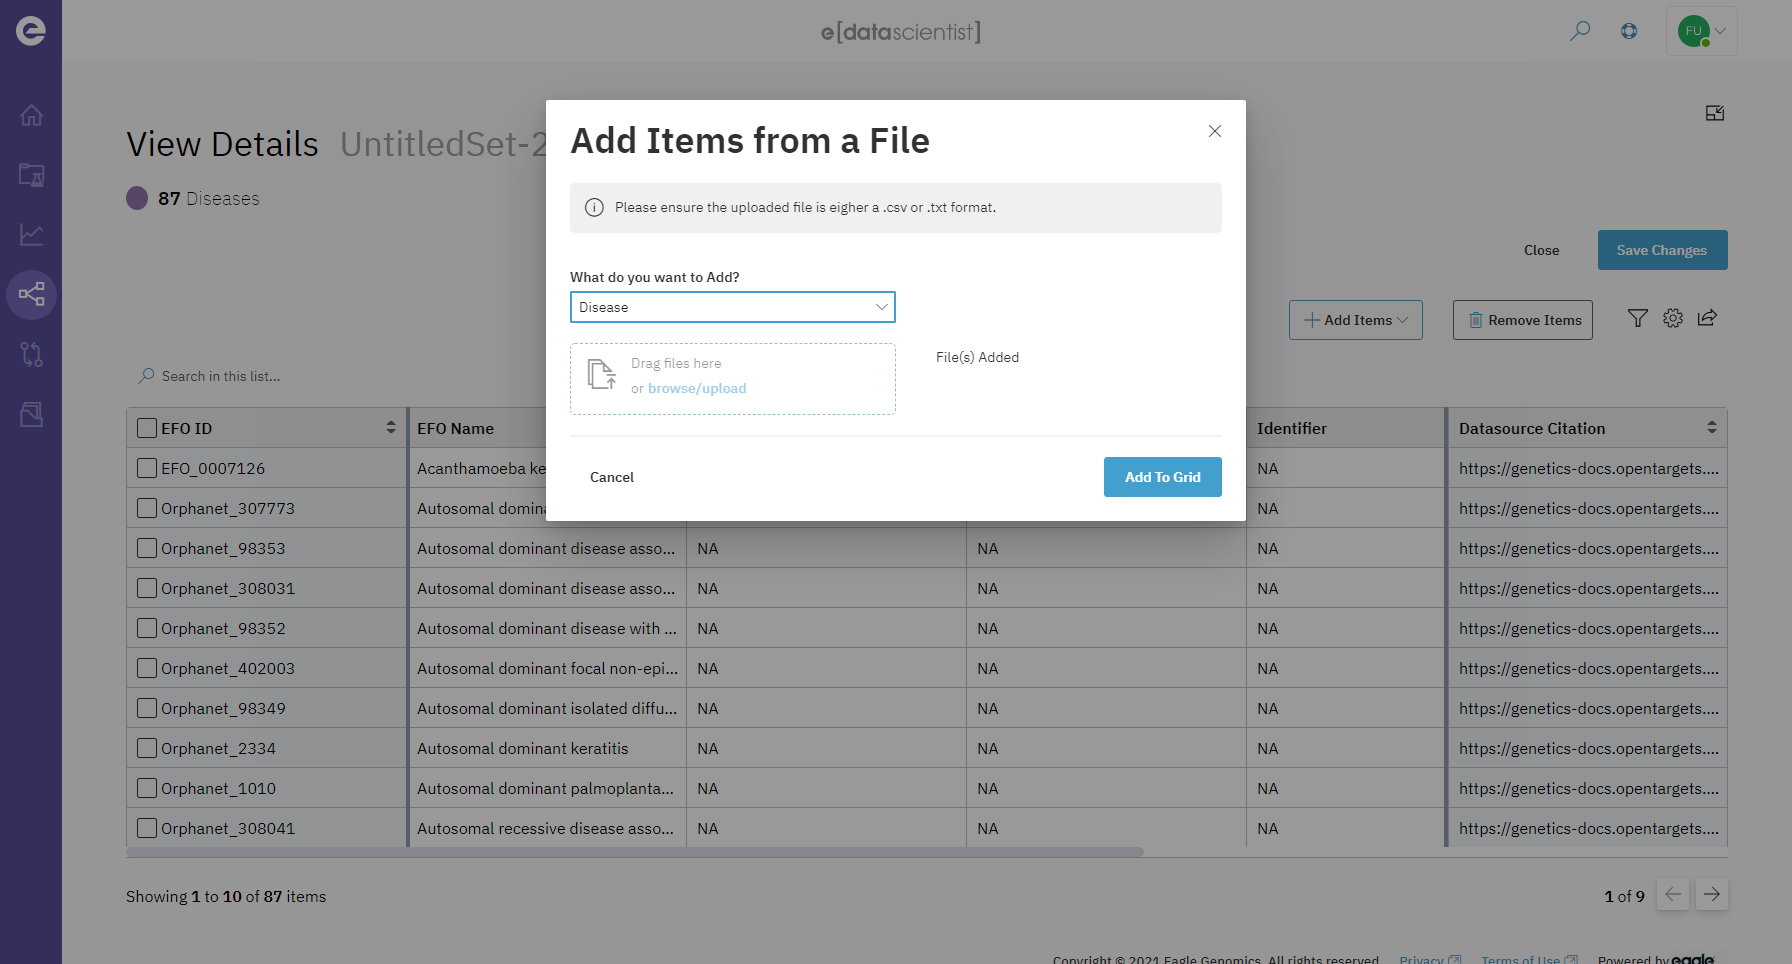 e[datascientist]
FU
View Details UntitledSet-2
87 Diseases
Add Items from a File
Please ensure the uploaded file is eigher a .csv or .txt format.
What do you want to Add?
Disease
Drag files here
or browse/upload
File(s) Added
Cancel
Add To Grid
Close
Save Changes
Add Items
Remove Items
Search in this list...
EFO ID EFO Name Identifier Datasource Citation
EFO_0007126 Acanthamoeba ke NA https://genetics-docs.opentargets....
Orphanet_307773 Autosomal domina NA https://genetics-docs.opentargets....
Orphanet_98353 Autosomal dominant disease asso... NA NA NA https://genetics-docs.opentargets....
Orphanet_308031 Autosomal dominant disease asso... NA NA NA https://genetics-docs.opentargets....
Orphanet_98352 Autosomal dominant disease with ... NA NA NA https://genetics-docs.opentargets....
Orphanet_402003 Autosomal dominant focal non-epi... NA NA NA https://genetics-docs.opentargets....
Orphanet_98349 Autosomal dominant isolated diffu... NA NA NA https://genetics-docs.opentargets....
Orphanet_2334 Autosomal dominant keratitis NA NA NA https://genetics-docs.opentargets....
Orphanet_1010 Autosomal dominant palmoplanta... NA NA NA https://genetics-docs.opentargets....
Orphanet_308041 Autosomal recessive disease asso... NA NA NA https://genetics-docs.opentargets....
Showing 1 to 10 of 87 items
1 of 9
Copyright © 2021 Eagle Genomics. All rights reserved Privacy Terms of Use Powered by eagle